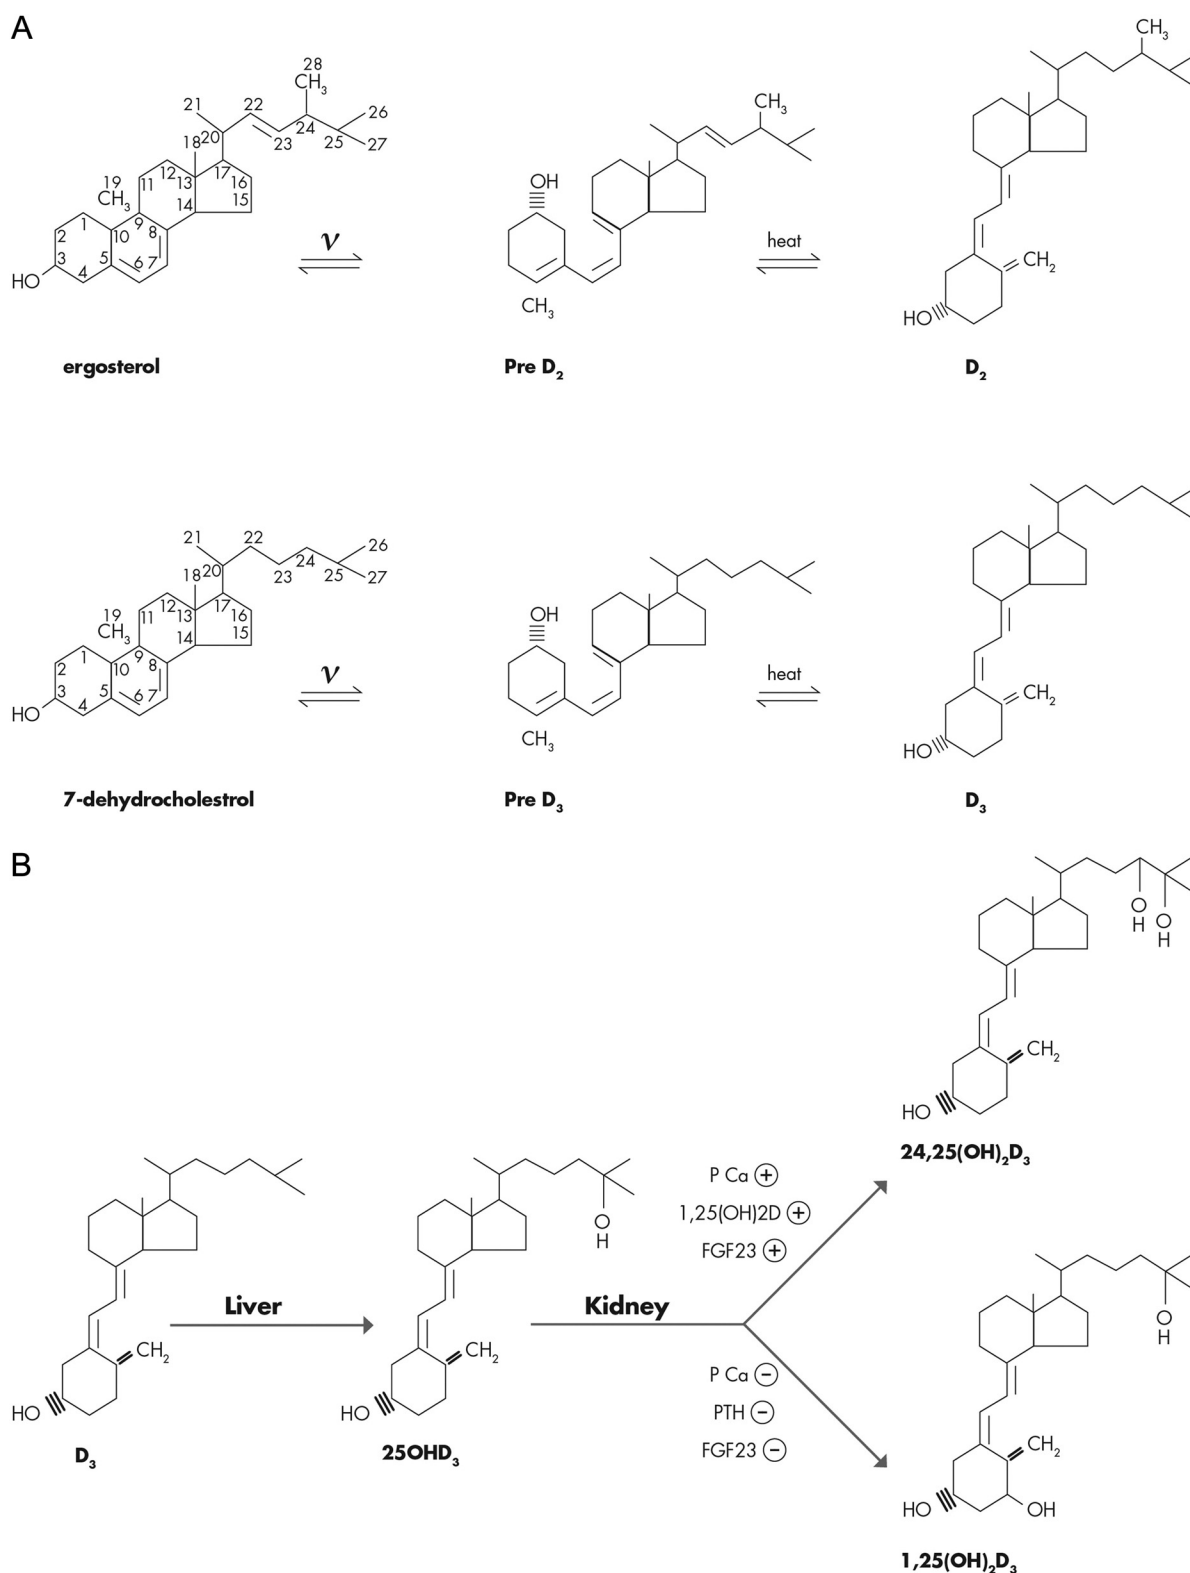 A
28
CH₃
21
22
26
20
24
18
23
25
27
19
CH₃
12
11
13
17
16
15
14
1
9
2
10
8
3
5
6
7
4
HO
ν
OH
CH₃
CH₃
heat
CH₃
CH₂
HO
ergosterol
Pre D₂
D₂
21
22
26
20
24
18
23
25
27
19
CH₃
12
11
13
17
16
15
14
1
9
2
10
8
3
5
6
7
4
HO
ν
OH
CH₃
heat
CH₂
HO
7-dehydrocholestrol
Pre D₃
D₃
B
O
H
O
H
CH₂
HO
24,25(OH)₂D₃
P Ca +
1,25(OH)2D +
FGF23 +
O
H
Liver
Kidney
CH₂
HO
D₃
CH₂
HO
25OHD₃
P Ca −
PTH −
FGF23 −
O
H
CH₂
HO
OH
1,25(OH)₂D₃